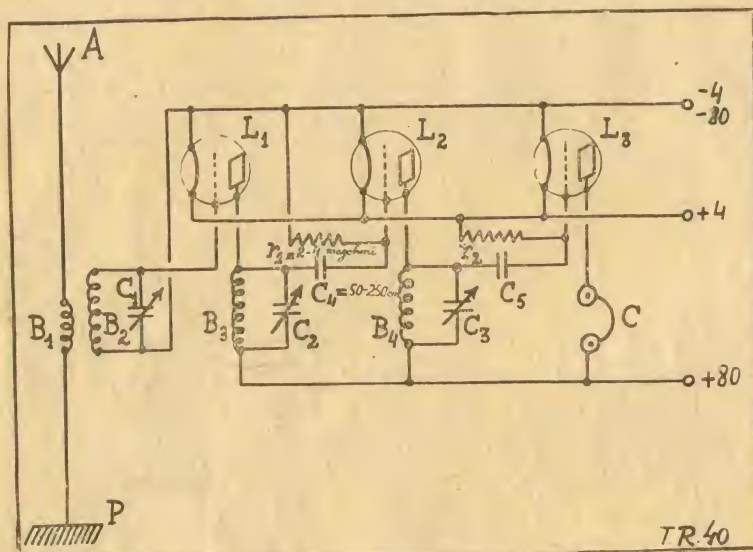 A
-4
-80
L₁
L₂
L₃
+4
r₁=2-4 megohmi
r₂
C₁
B₁
B₂
B₃
C₂
C₄=50-250cm
B₄
C₃
C₅
C
+80
P
T.R.40